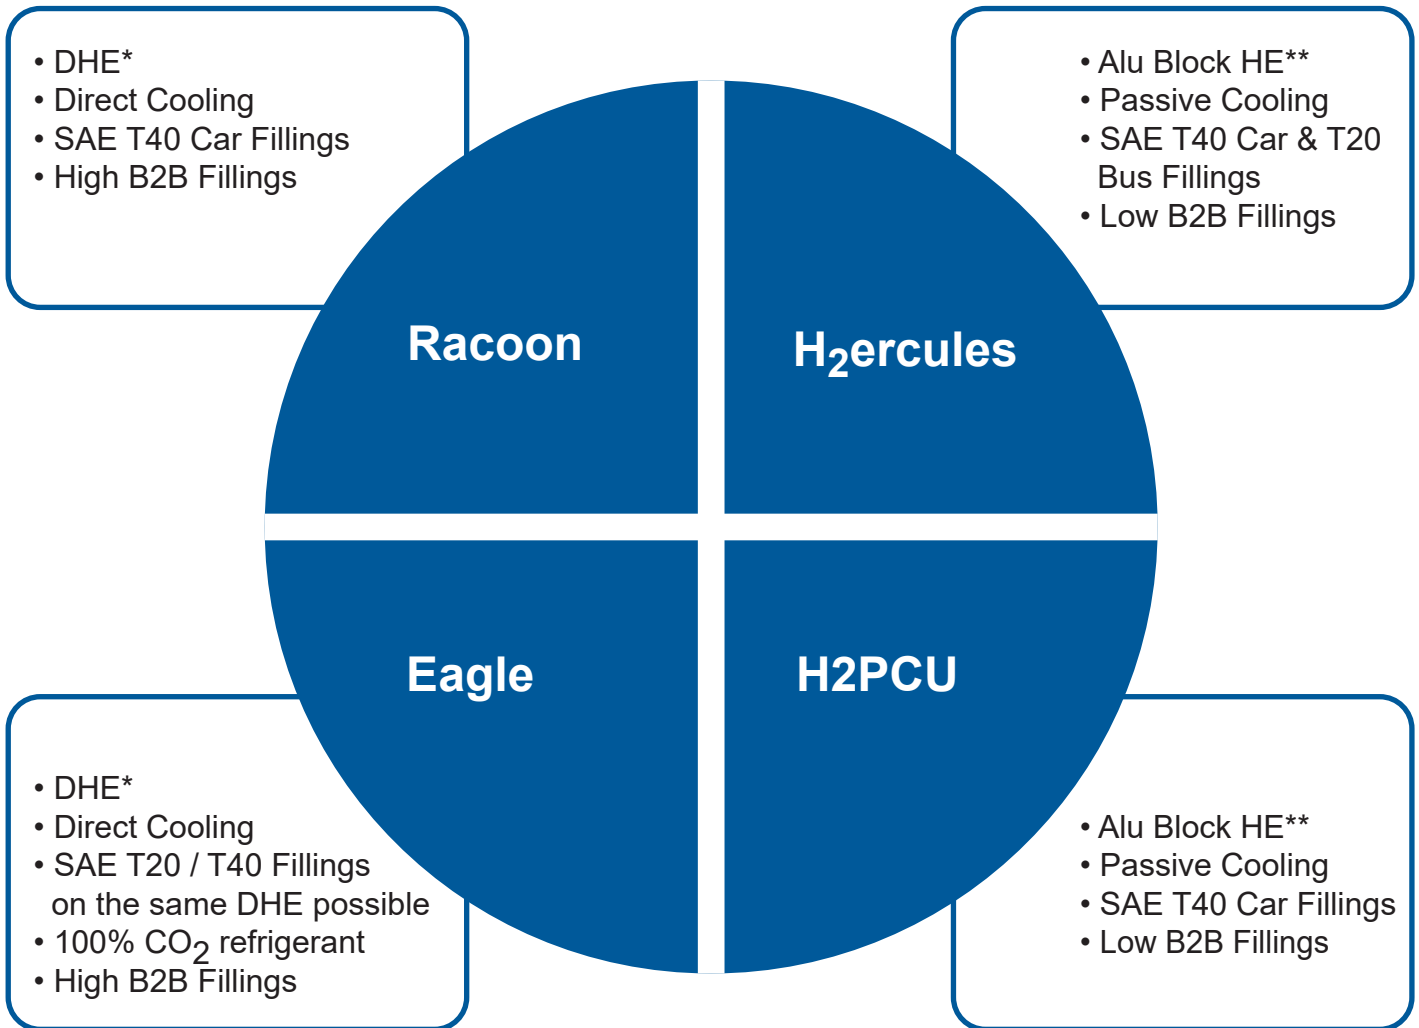 • DHE*
• Direct Cooling
• SAE T40 Car Fillings
• High B2B Fillings
• Alu Block HE**
• Passive Cooling
• SAE T40 Car & T20
Bus Fillings
• Low B2B Fillings
Racoon
H₂ercules
Eagle
H2PCU
• DHE*
• Direct Cooling
• SAE T20 / T40 Fillings
on the same DHE possible
• 100% CO₂ refrigerant
• High B2B Fillings
• Alu Block HE**
• Passive Cooling
• SAE T40 Car Fillings
• Low B2B Fillings